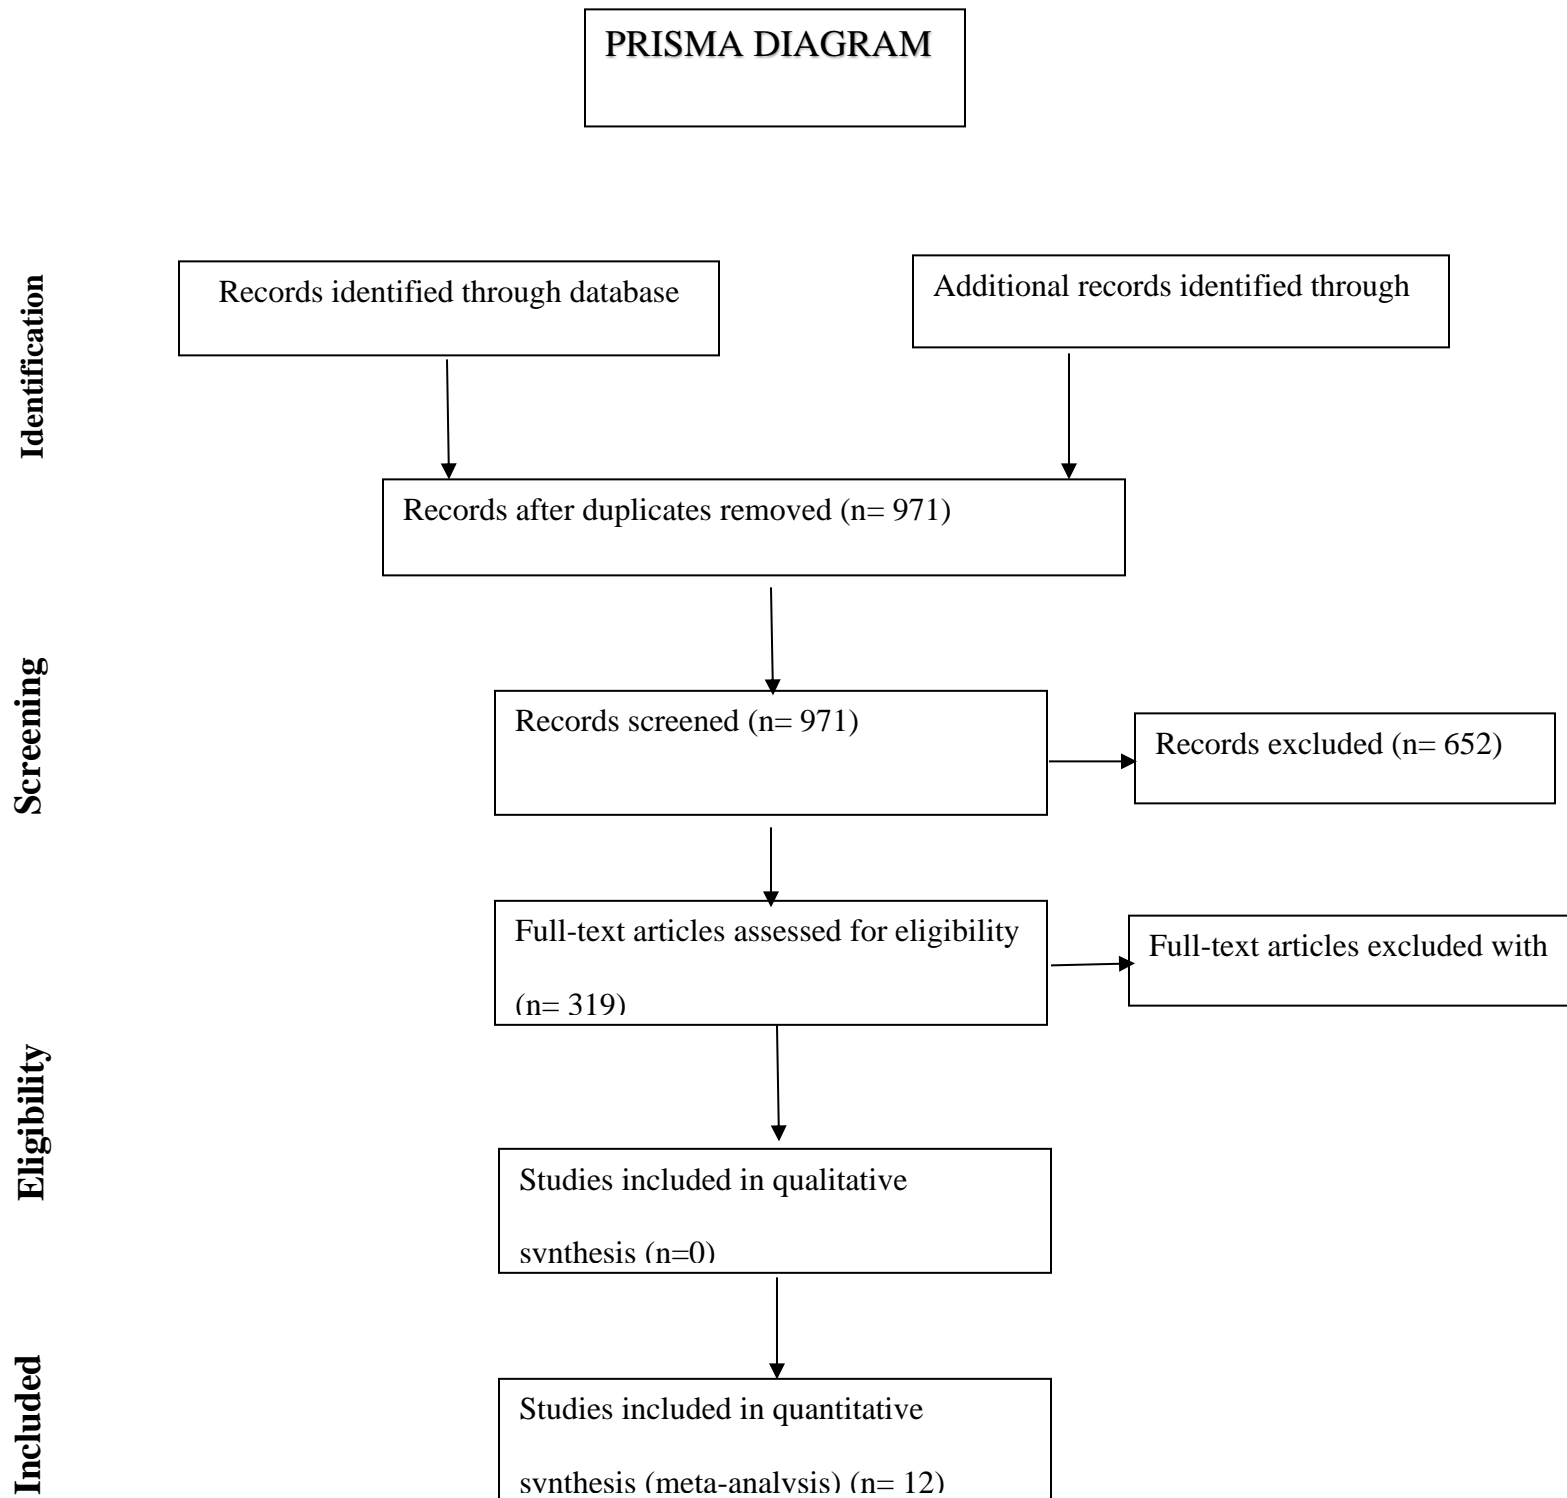 PRISMA DIAGRAM
Identification
Records identified through database
Additional records identified through
Records after duplicates removed (n= 971)
Screening
Records screened (n= 971)
Records excluded (n= 652)
Full-text articles assessed for eligibility
(n= 319)
Full-text articles excluded with
Eligibility
Studies included in qualitative
synthesis (n=0)
Included
Studies included in quantitative
synthesis (meta-analysis) (n= 12)